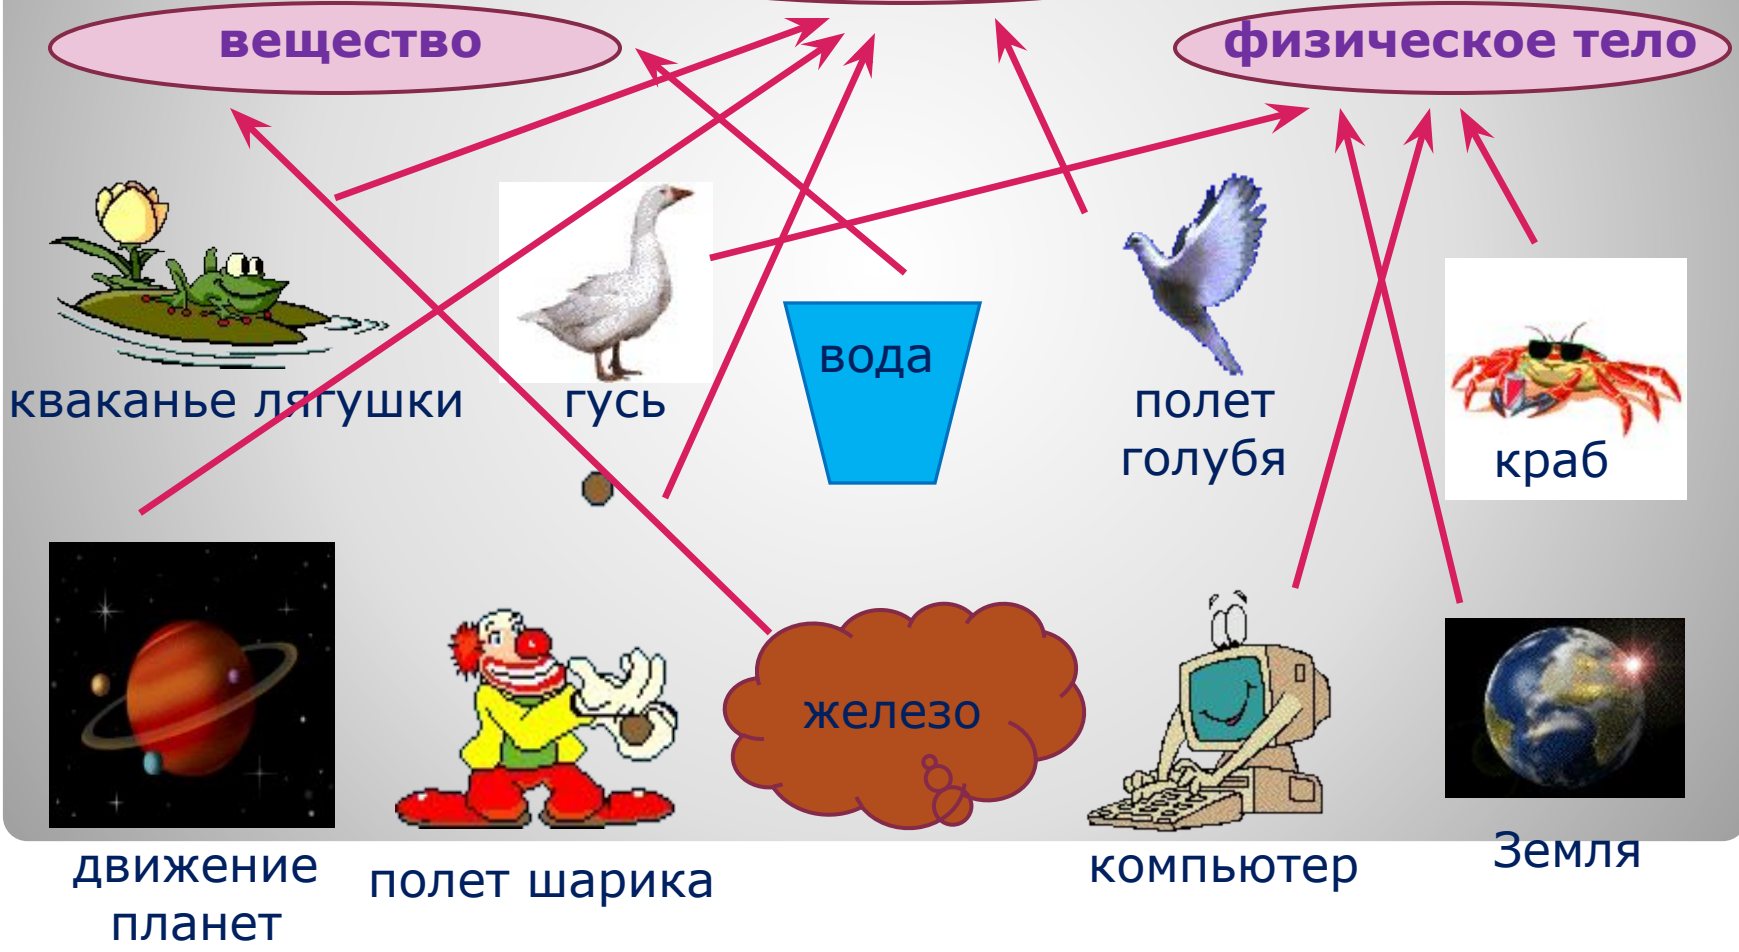 вещество
физическое тело
кваканье лягушки
гусь
вода
полет
голубя
краб
движение
планет
полет шарика
железо
компьютер
Земля